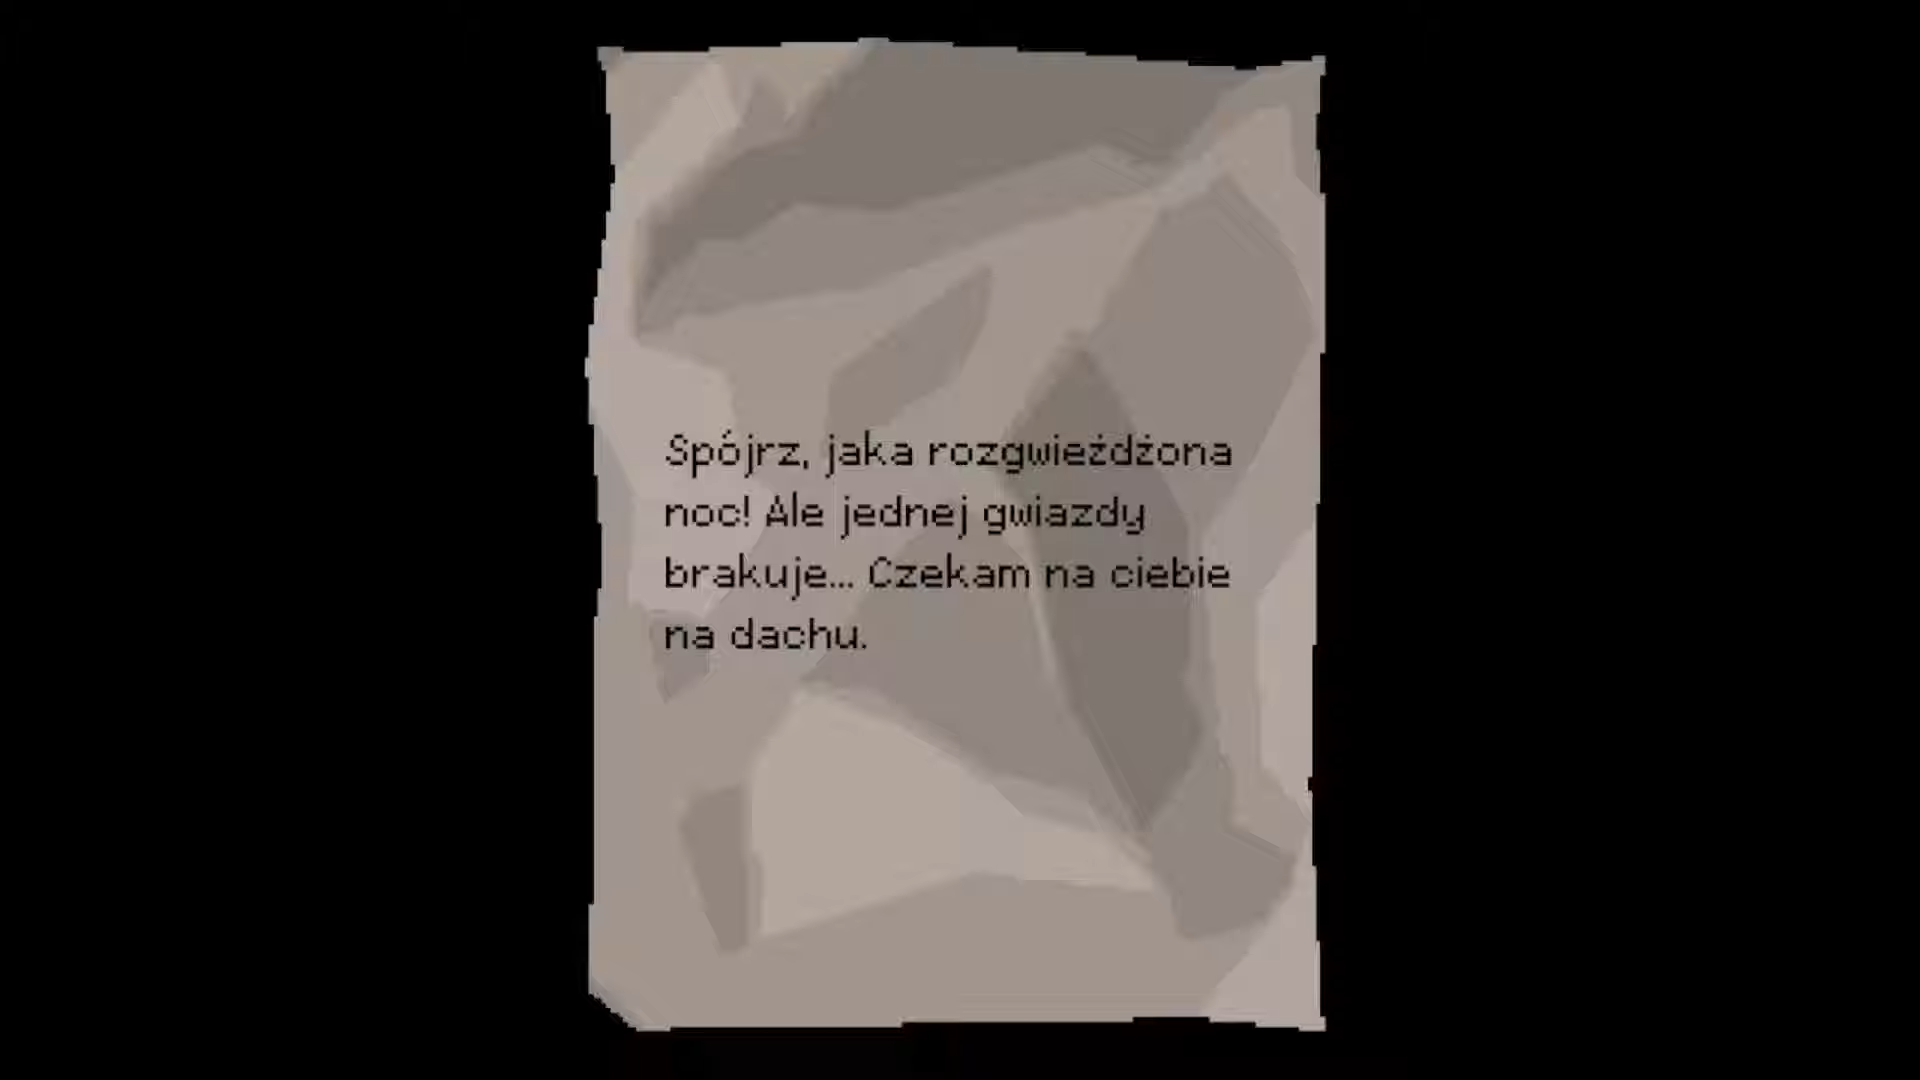 Spójrz, jaka rozgwieżdżona
noc! Ale jednej gwiazdy
brakuje... Czekam na ciebie
na dachu.